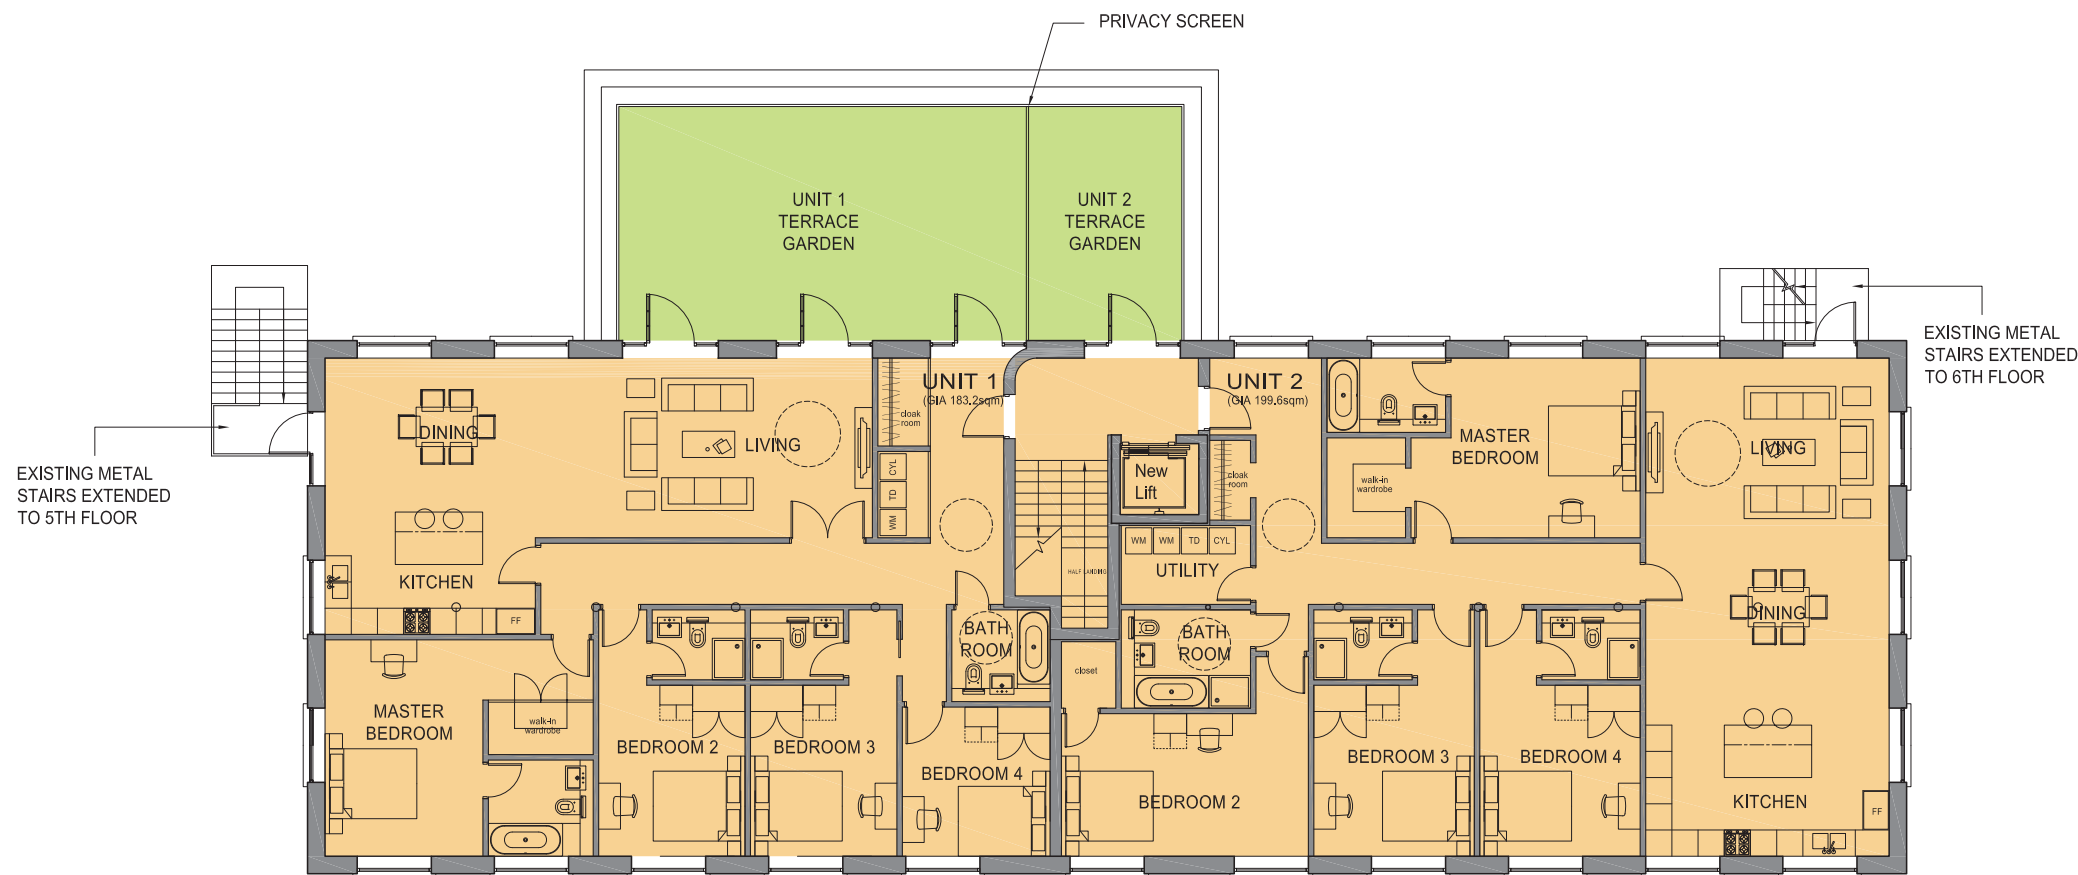 PRIVACY SCREEN
UNIT 1
TERRACE
GARDEN
UNIT 2
TERRACE
GARDEN
EXISTING METAL
STAIRS EXTENDED
TO 5TH FLOOR
EXISTING METAL
STAIRS EXTENDED
TO 6TH FLOOR
UNIT 1
(GIA 183.2sqm)
UNIT 2
(GIA 199.6sqm)
DINING
LIVING
cloak
room
CYL
TD
WM
KITCHEN
FF
New
Lift
HALF LANDING
cloak
room
WM
WM
TD
CYL
UTILITY
walk-in
wardrobe
MASTER
BEDROOM
LIVING
DINING
KITCHEN
FF
MASTER
BEDROOM
walk-in
wardrobe
BEDROOM 2
BEDROOM 3
BATH
ROOM
BEDROOM 4
closet
BATH
ROOM
BEDROOM 2
BEDROOM 3
BEDROOM 4